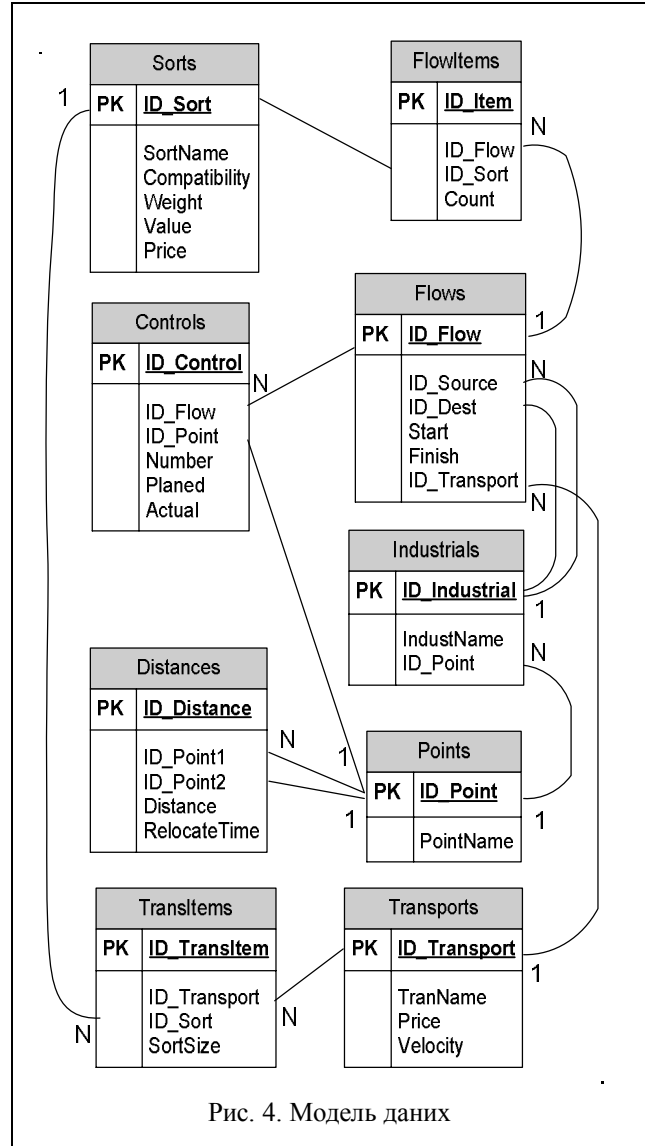 Sorts
PK ID_Sort
SortName
Compatibility
Weight
Value
Price
1
FlowItems
PK ID_Item
ID_Flow
ID_Sort
Count
N
Controls
PK ID_Control
ID_Flow
ID_Point
Number
Planed
Actual
N
Flows
PK ID_Flow
ID_Source
ID_Dest
Start
Finish
ID_Transport
1
N
N
Industrials
PK ID_Industrial
IndustName
ID_Point
1
N
Distances
PK ID_Distance
ID_Point1
ID_Point2
Distance
RelocateTime
N
1
1
Points
PK ID_Point
PointName
1
TransItems
PK ID_TransItem
ID_Transport
ID_Sort
SortSize
N
N
Transports
PK ID_Transport
TranName
Price
Velocity
1
Рис. 4. Модель даних